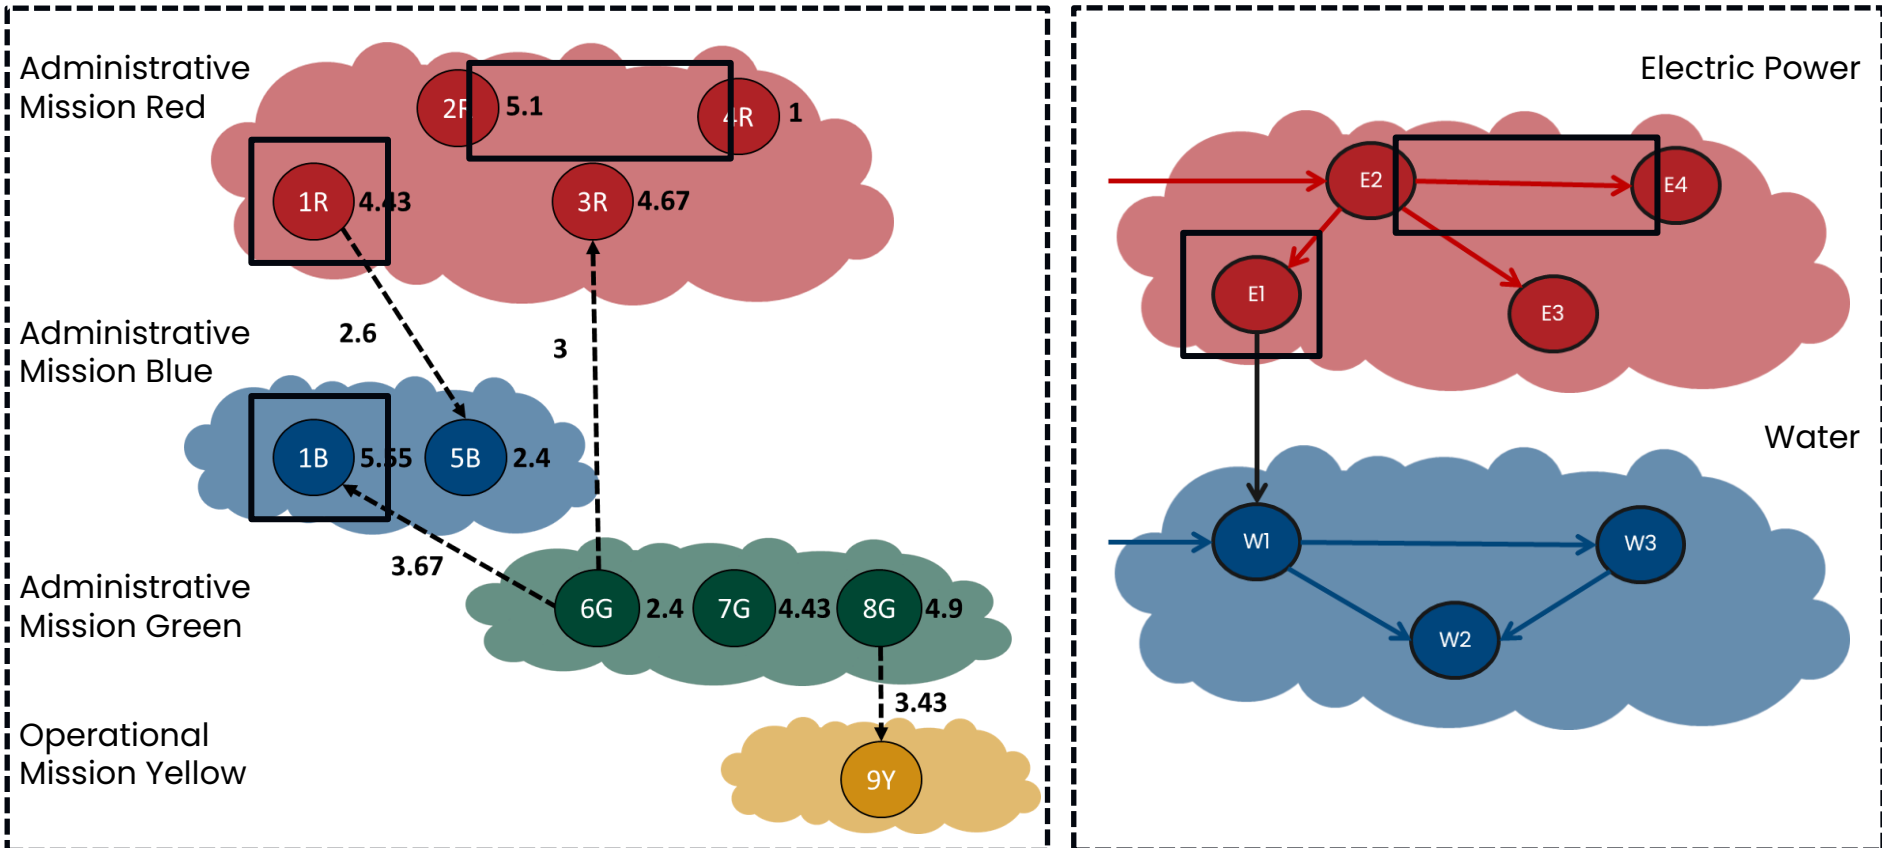 Administrative
Mission Red
2R 5.1
4R 1
1R 4.43
3R 4.67
2.6
3
Administrative
Mission Blue
1B 5.55
5B 2.4
3.67
Administrative
Mission Green
6G 2.4 7G 4.43 8G 4.9
3.43
Operational
Mission Yellow
9Y
Electric Power
E2
E4
E1
E3
Water
W1
W3
W2